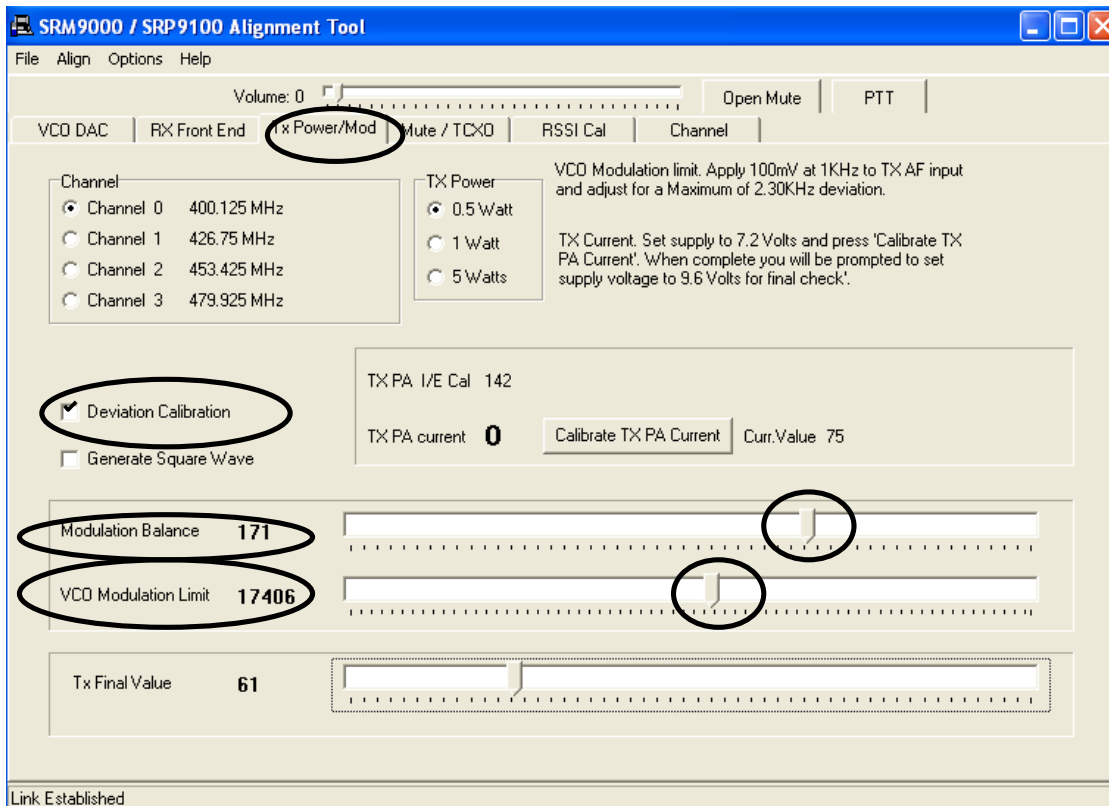 SRM9000 / SRP9100 Alignment Tool
File Align Options Help
Volume: 0 Open Mute PTT
VCO DAC RX Front End Tx Power/Mod Mute / TCXO RSSI Cal Channel
Channel
Channel 0 400.125 MHz
Channel 1 426.75 MHz
Channel 2 453.425 MHz
Channel 3 479.925 MHz
TX Power
0.5 Watt
1 Watt
5 Watts
VCO Modulation limit. Apply 100mV at 1KHz to TX AF input
and adjust for a Maximum of 2.30KHz deviation.
TX Current. Set supply to 7.2 Volts and press 'Calibrate TX
PA Current'. When complete you will be prompted to set
supply voltage to 9.6 Volts for final check'.
Deviation Calibration
Generate Square Wave
TX PA I/E Cal 142
TX PA current 0 Calibrate TX PA Current Curr.Value 75
Modulation Balance 171
VCO Modulation Limit 17406
Tx Final Value 61
Link Established